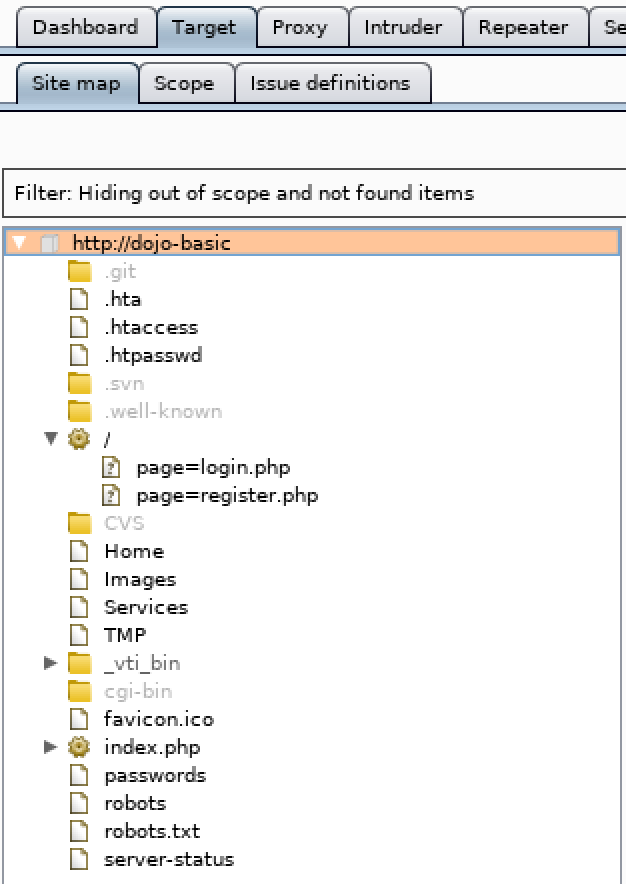 Dashboard Target Proxy Intruder Repeater Se
Site map Scope Issue definitions
Filter: Hiding out of scope and not found items
http://dojo-basic
.git
.hta
.htaccess
.htpasswd
.svn
.well-known
/
page=login.php
page=register.php
CVS
Home
Images
Services
TMP
_vti_bin
cgi-bin
favicon.ico
index.php
passwords
robots
robots.txt
server-status